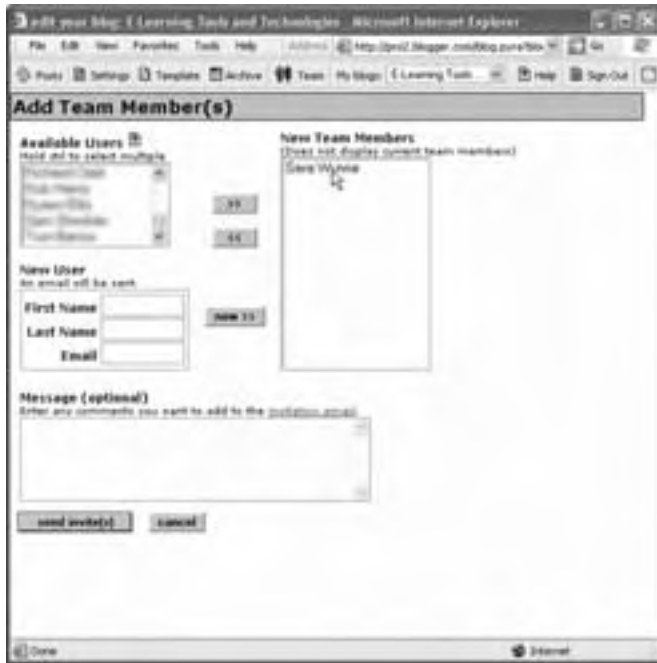 edit your blog: E Learning Tools and Technologies - Microsoft Internet Explorer
File Edit View Favorites Tools Help Address Go
Posts Settings Template Archive Team My blogs: E Learning Tools Help Sign Out
Add Team Member(s)
Available Users
Hold ctrl to select multiple
>>
<<
New User
An email will be sent
First Name
Last Name
Email
new >>
New Team Members
(Does not display current team members)
Message (optional)
Enter any comments you want to add to the invitation email
send invite(s) cancel
Done Internet